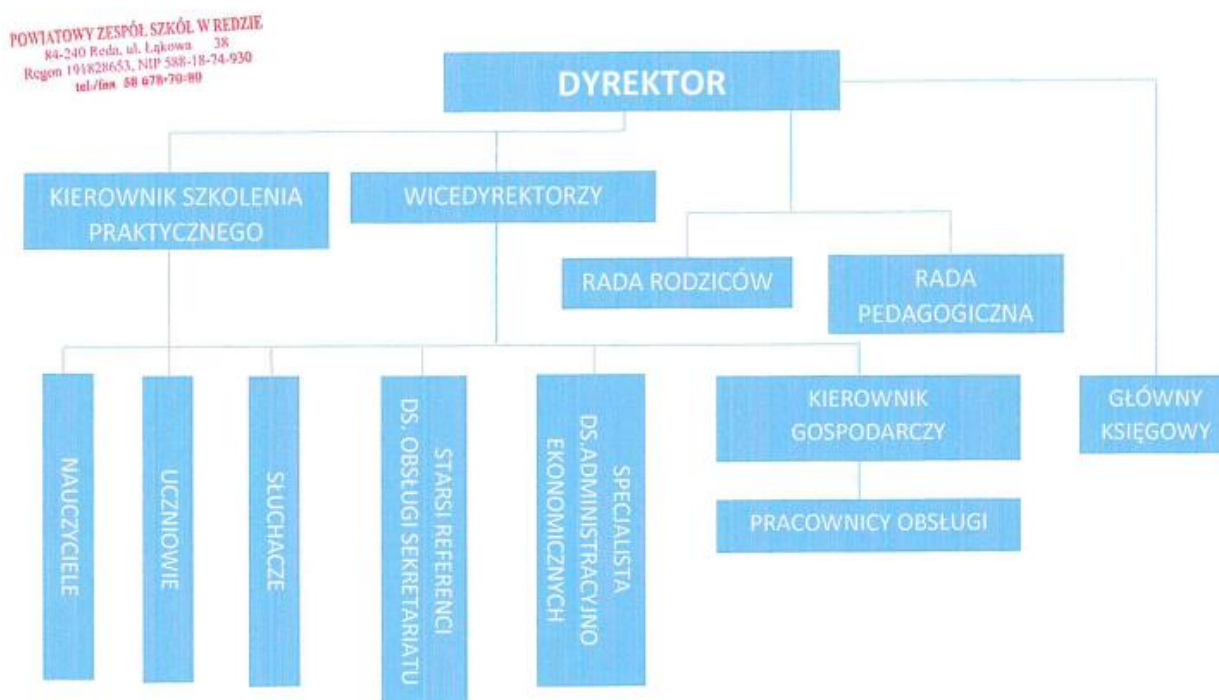 POWIATOWY ZESPÓŁ SZKÓŁ W REDZIE
84-240 Reda, ul. Łąkowa 38
Regon 191828653, NIP 588-18-74-930
tel./fax 58 678-70-80
DYREKTOR
KIEROWNIK SZKOLENIA
PRAKTYCZNEGO
WICEDYREKTORZY
RADA RODZICÓW
RADA
PEDAGOGICZNA
NAUCZYCIELE
UCZNIOWIE
SŁUCHACZE
STARSI REFERENCI
DS. OBSŁUGI SEKRETARIATU
SPECJALISTA
DS.ADMINISTRACYJNO
EKONOMICZNYCH
KIEROWNIK
GOSPODARCZY
GŁÓWNY
KSIĘGOWY
PRACOWNICY OBSŁUGI